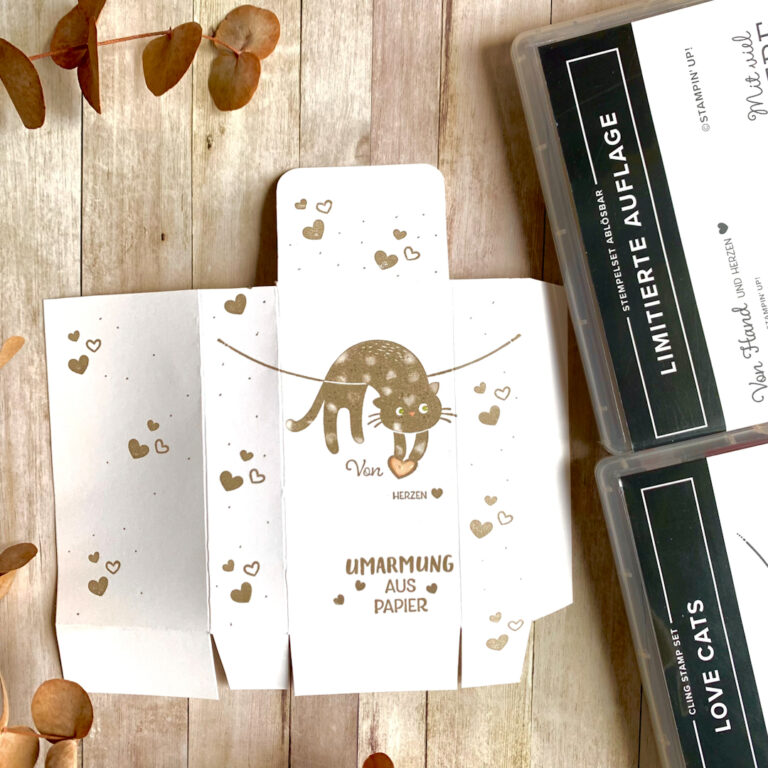 Von
HERZEN
UMARMUNG
AUS
PAPIER
STEMPELSET ABLÖSBAR
LIMITIERTE AUFLAGE
© STAMPIN' UP!
Mit viel
Von Hand UND HERZEN
STAMPIN' UP!
CLING STAMP SET
LOVE CATS